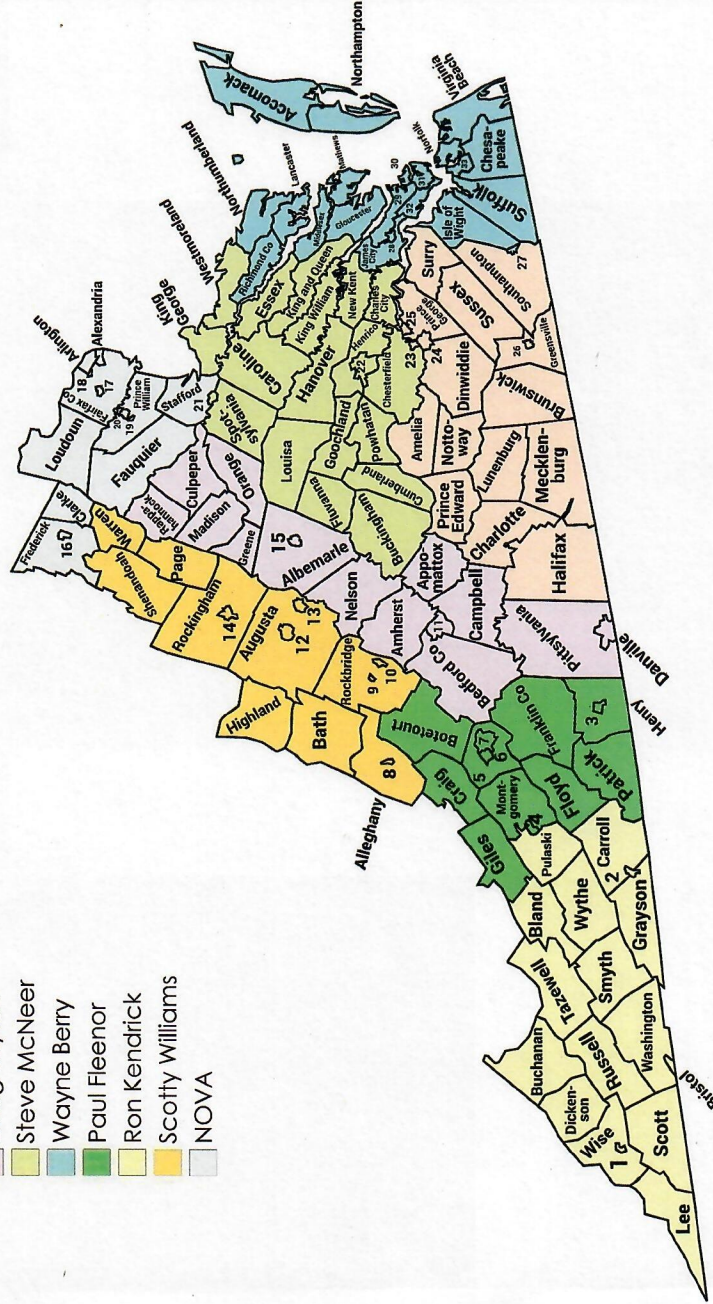 Steve McNeer
Wayne Berry
Paul Fleenor
Ron Kendrick
Scotty Williams
NOVA
Frederick
16
Clarke
Loudoun
Arlington
Alexandria
18
17
Fairfax Co
20
19
Prince
William
Fauquier
Stafford
21
Warren
Shenandoah
Page
Rappa-
hannock
Culpeper
Madison
Orange
Greene
Rockingham
14
Augusta
12
13
Highland
Bath
Rockbridge
9
10
8
Alleghany
15
Albemarle
Nelson
Amherst
Appo-
mattox
11
Bedford Co
Campbell
Pittsylvania
Danville
King
George
Westmoreland
Northumberland
Lancaster
Richmond Co
Essex
King and Queen
King William
Middlesex
Mathews
Gloucester
Caroline
Spot-
sylvania
Louisa
Hanover
Goochland
Fluvanna
Powhatan
Cumberland
Buckingham
Henrico
22
Chesterfield
23
New Kent
Charles
City
James
City
28
29
30
31
32
33
Accomack
Northampton
Norfolk
Virginia
Beach
Chesa-
peake
Suffolk
Isle of
Wight
Surry
Sussex
Southampton
27
Prince
George
25
24
Dinwiddie
26
Greensville
Brunswick
Amelia
Notto-
way
Lunenburg
Mecklen-
burg
Prince
Edward
Charlotte
Halifax
Botetourt
Craig
5
6
7
Giles
Mont-
gomery
4
Floyd
Franklin Co
Patrick
3
Henry
Pulaski
Carroll
2
Bland
Wythe
Grayson
Tazewell
Smyth
Buchanan
Russell
Washington
Dicken-
son
Wise
1
Scott
Lee
Bristol